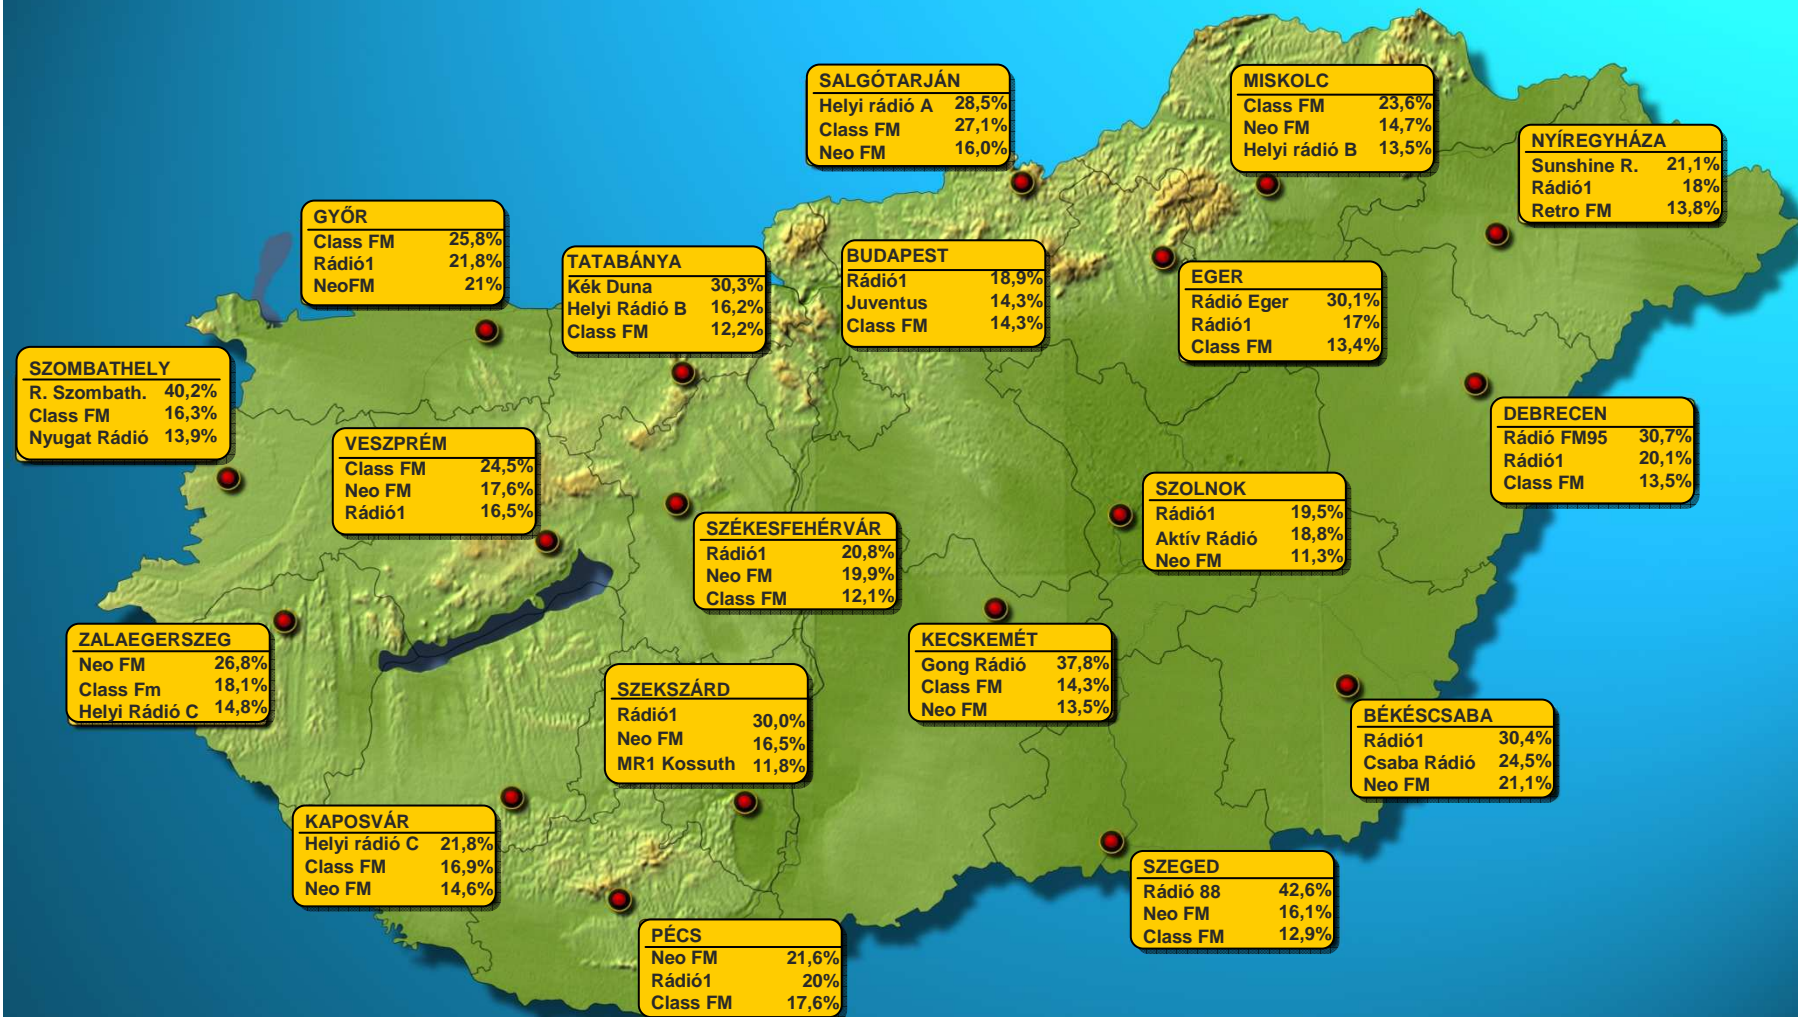 SALGÓTARJÁN
Helyi rádió A 28,5%
Class FM 27,1%
Neo FM 16,0%
MISKOLC
Class FM 23,6%
Neo FM 14,7%
Helyi rádió B 13,5%
NYÍREGYHÁZA
Sunshine R. 21,1%
Rádió1 18%
Retro FM 13,8%
GYŐR
Class FM 25,8%
Rádió1 21,8%
NeoFM 21%
TATABÁNYA
Kék Duna 30,3%
Helyi Rádió B 16,2%
Class FM 12,2%
BUDAPEST
Rádió1 18,9%
Juventus 14,3%
Class FM 14,3%
EGER
Rádió Eger 30,1%
Rádió1 17%
Class FM 13,4%
SZOMBATHELY
R. Szombath. 40,2%
Class FM 16,3%
Nyugat Rádió 13,9%
VESZPRÉM
Class FM 24,5%
Neo FM 17,6%
Rádió1 16,5%
DEBRECEN
Rádió FM95 30,7%
Rádió1 20,1%
Class FM 13,5%
SZÉKESFEHÉRVÁR
Rádió1 20,8%
Neo FM 19,9%
Class FM 12,1%
SZOLNOK
Rádió1 19,5%
Aktív Rádió 18,8%
Neo FM 11,3%
ZALAEGERSZEG
Neo FM 26,8%
Class Fm 18,1%
Helyi Rádió C 14,8%
SZEKSZÁRD
Rádió1 30,0%
Neo FM 16,5%
MR1 Kossuth 11,8%
KECSKEMÉT
Gong Rádió 37,8%
Class FM 14,3%
Neo FM 13,5%
BÉKÉSCSABA
Rádió1 30,4%
Csaba Rádió 24,5%
Neo FM 21,1%
KAPOSVÁR
Helyi rádió C 21,8%
Class FM 16,9%
Neo FM 14,6%
SZEGED
Rádió 88 42,6%
Neo FM 16,1%
Class FM 12,9%
PÉCS
Neo FM 21,6%
Rádió1 20%
Class FM 17,6%